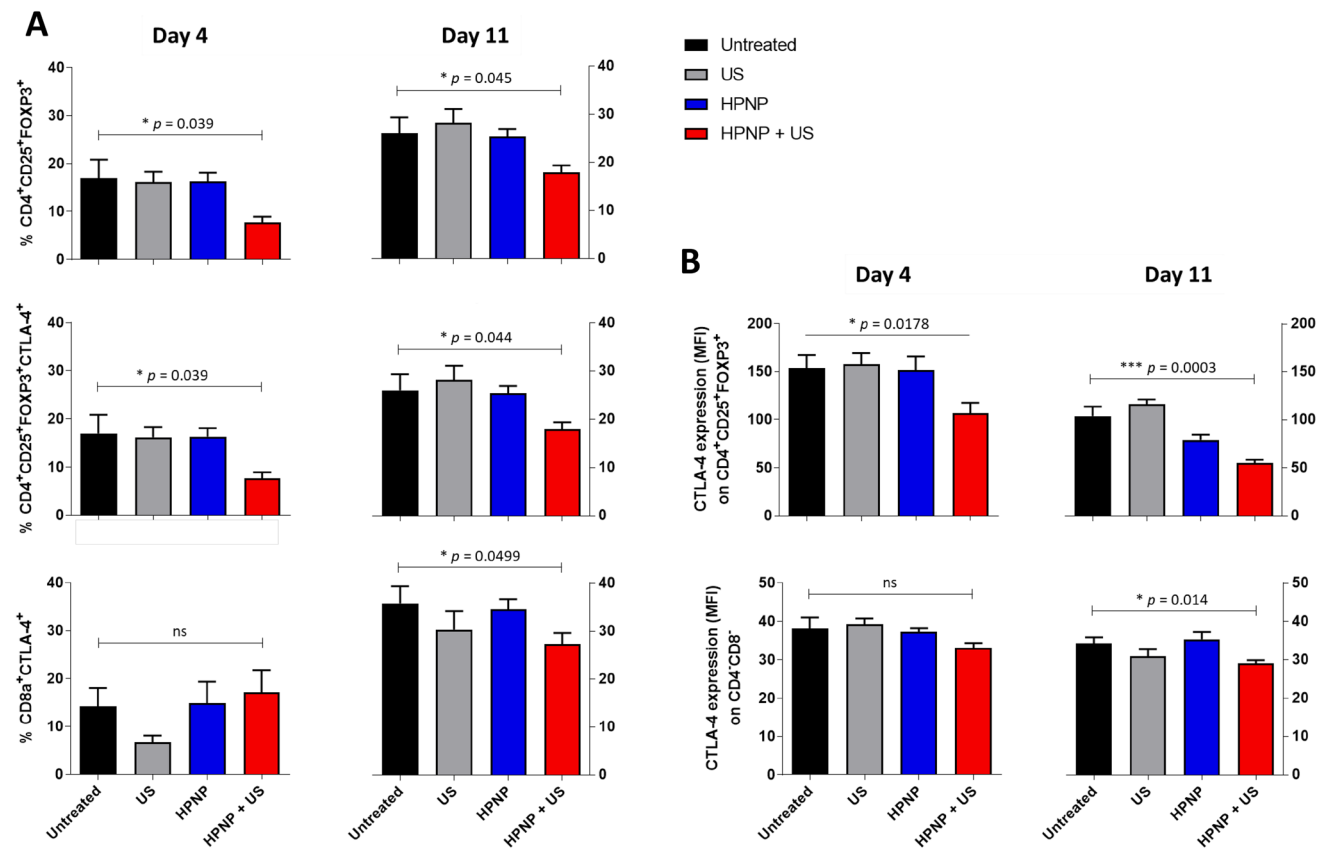 A
Day 4
Day 11
Untreated
US
HPNP
HPNP + US
% CD4⁺CD25⁺FOXP3⁺
40
30
20
10
0
* p = 0.039
* p = 0.045
40
30
20
10
0
% CD4⁺CD25⁺FOXP3⁺CTLA-4⁺
40
30
20
10
0
* p = 0.039
* p = 0.044
40
30
20
10
0
% CD8a⁺CTLA-4⁺
40
30
20
10
0
ns
* p = 0.0499
40
30
20
10
0
Untreated
US
HPNP
HPNP + US
Untreated
US
HPNP
HPNP + US
B
Day 4
Day 11
CTLA-4 expression (MFI)
on CD4⁺CD25⁺FOXP3⁺
200
150
100
50
0
* p = 0.0178
*** p = 0.0003
200
150
100
50
0
CTLA-4 expression (MFI)
on CD4⁻CD8⁻
50
40
30
20
10
0
ns
* p = 0.014
50
40
30
20
10
0
Untreated
US
HPNP
HPNP + US
Untreated
US
HPNP
HPNP + US